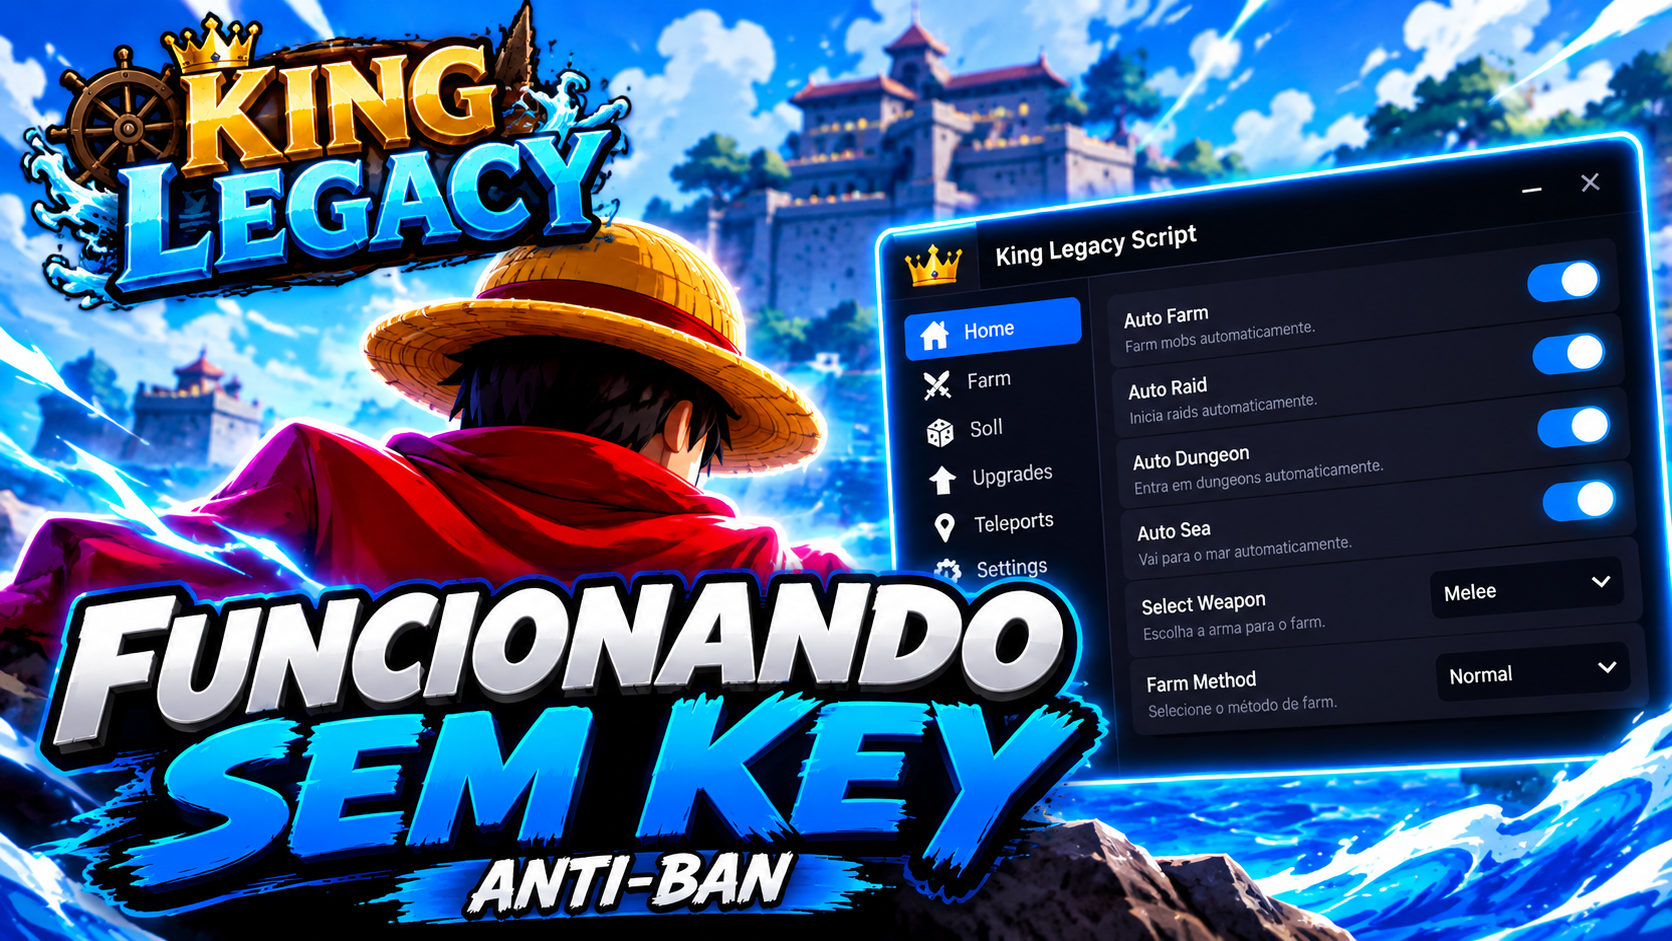 KING
LEGACY
King Legacy Script
Home
Farm
Soll
Upgrades
Teleports
Settings
Auto Farm
Farm mobs automaticamente.
Auto Raid
Inicia raids automaticamente.
Auto Dungeon
Entra em dungeons automaticamente.
Auto Sea
Vai para o mar automaticamente.
Select Weapon
Escolha a arma para o farm.
Melee
Farm Method
Selecione o método de farm.
Normal
FUNCIONANDO
SEM KEY
ANTI-BAN